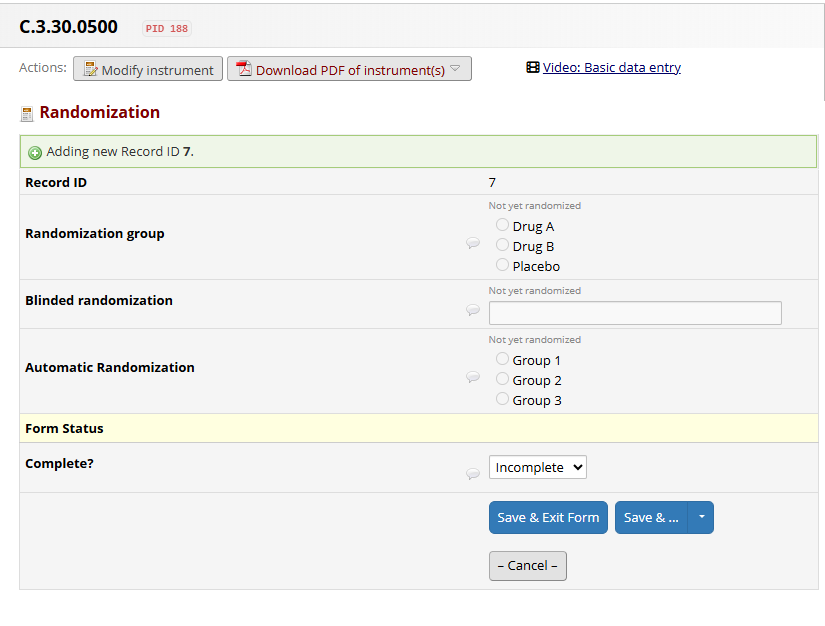 C.3.30.0500 PID 188
Actions: Modify instrument Download PDF of instrument(s) Video: Basic data entry
Randomization
Adding new Record ID 7.
Record ID 7
Not yet randomized
Randomization group
Drug A
Drug B
Placebo
Not yet randomized
Blinded randomization
Not yet randomized
Automatic Randomization
Group 1
Group 2
Group 3
Form Status
Complete?
Incomplete
Save & Exit Form Save & ...
– Cancel –